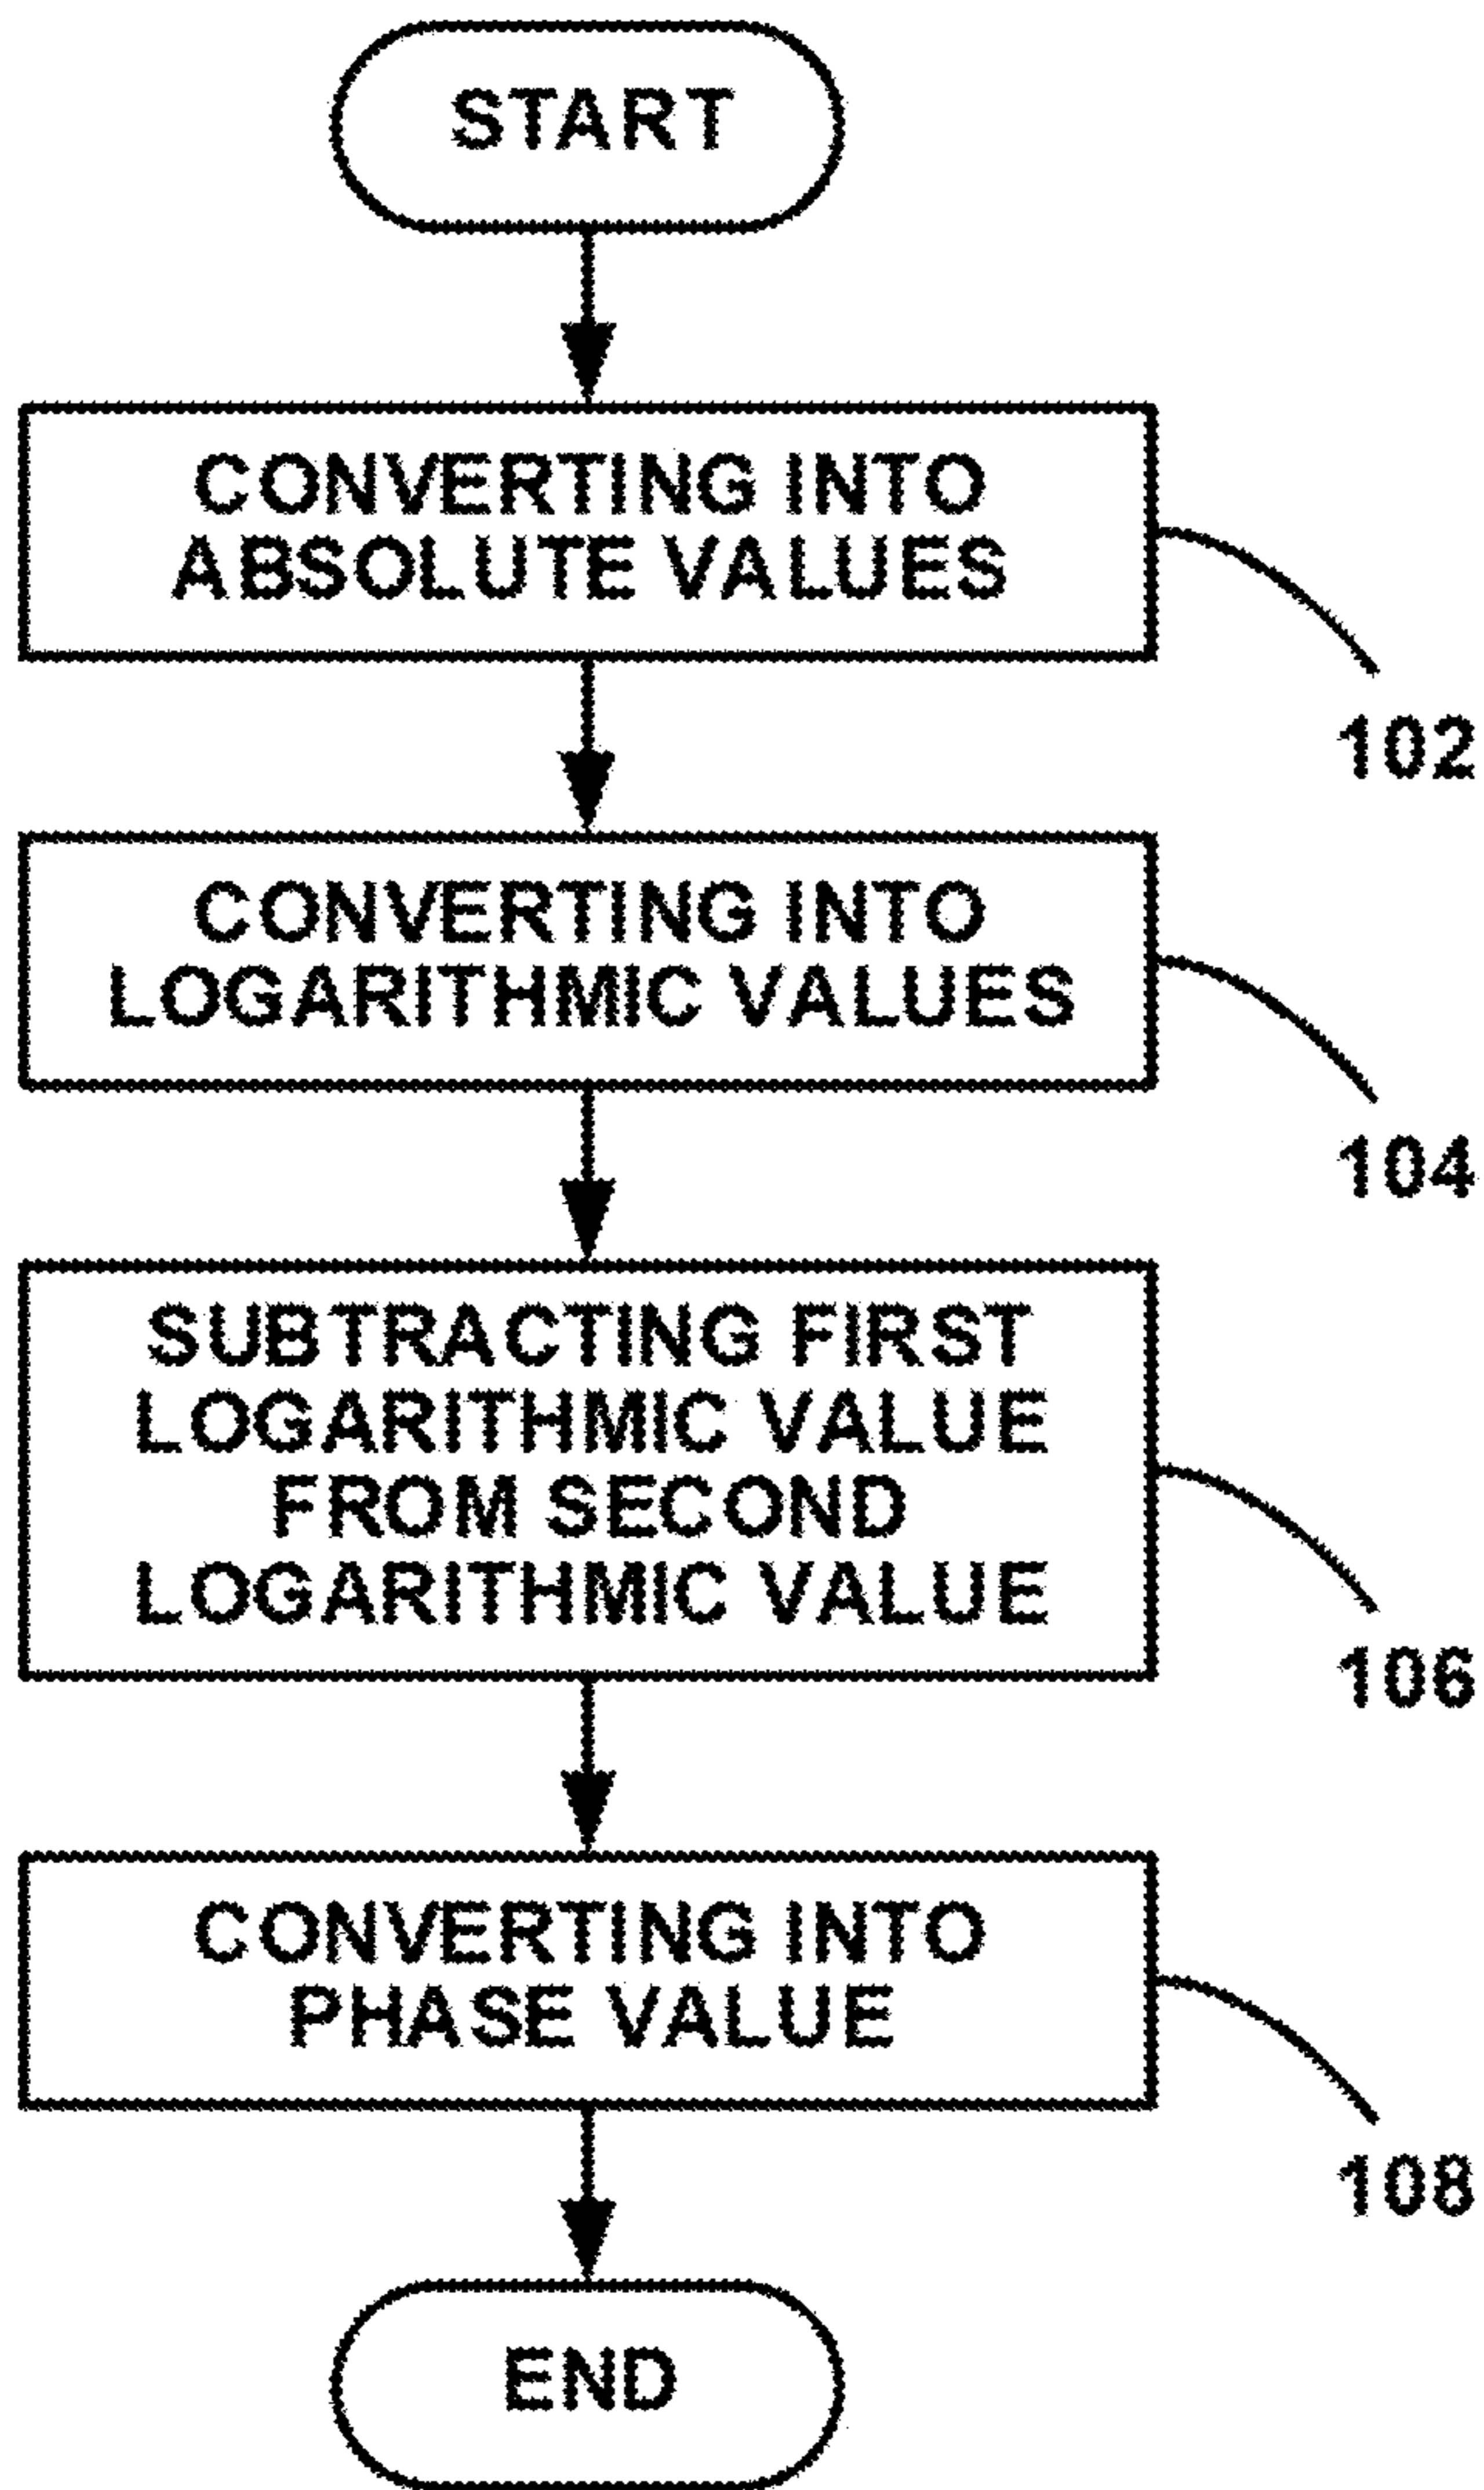 START
CONVERTING INTO
ABSOLUTE VALUES
102
CONVERTING INTO
LOGARITHMIC VALUES
104
SUBTRACTING FIRST
LOGARITHMIC VALUE
FROM SECOND
LOGARITHMIC VALUE
106
CONVERTING INTO
PHASE VALUE
108
END